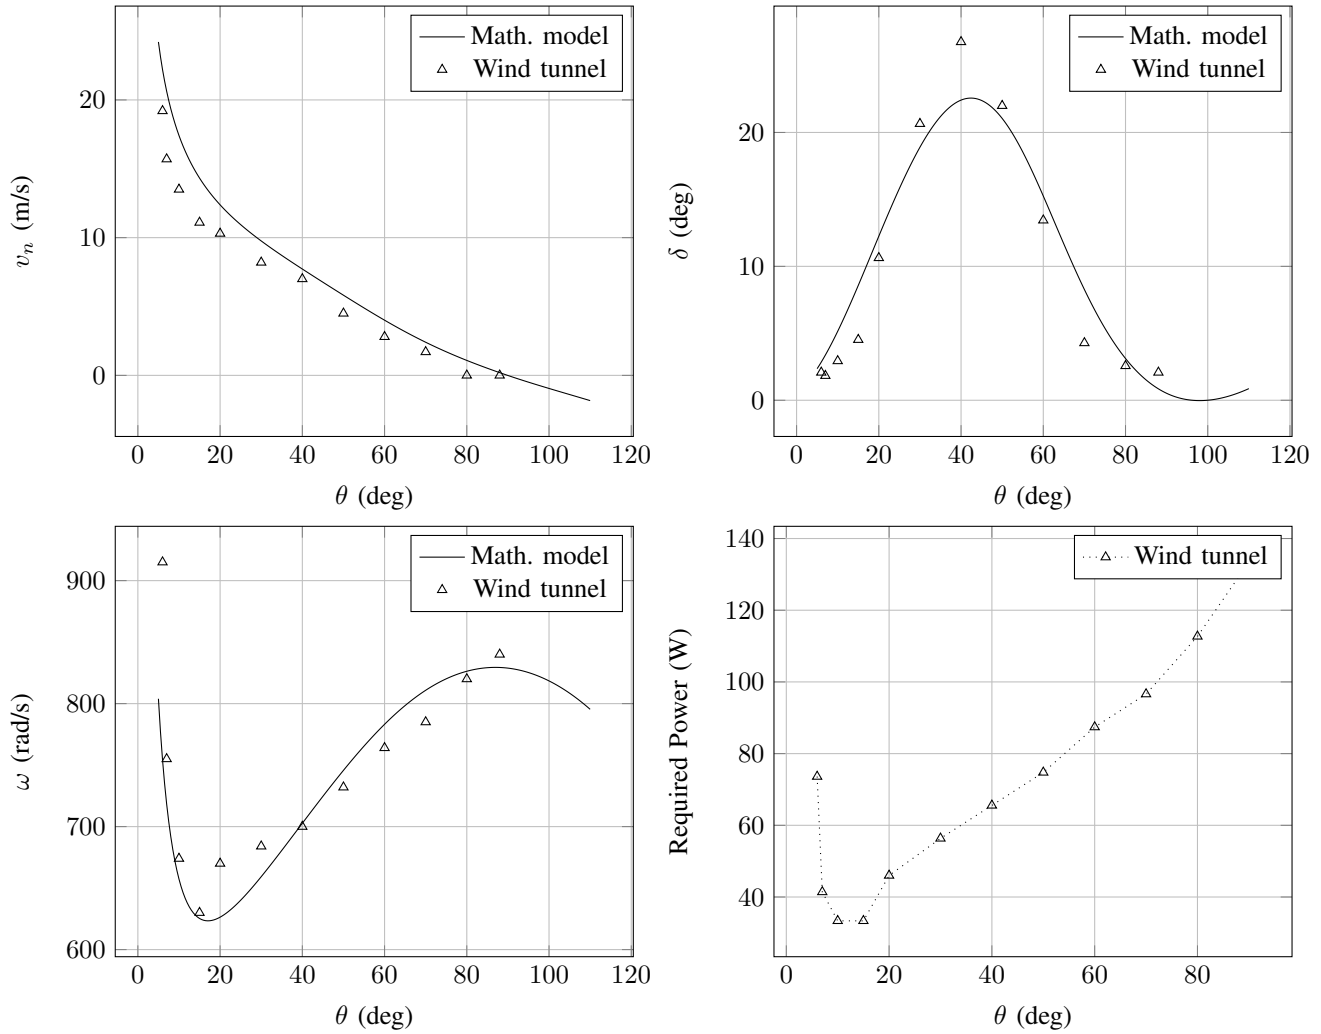 Math. model
Wind tunnel
20
10
0
v_n (m/s)
0 20 40 60 80 100 120
θ (deg)
Math. model
Wind tunnel
20
10
0
δ (deg)
0 20 40 60 80 100 120
θ (deg)
Math. model
Wind tunnel
900
800
700
600
ω (rad/s)
0 20 40 60 80 100 120
θ (deg)
Wind tunnel
140
120
100
80
60
40
Required Power (W)
0 20 40 60 80
θ (deg)